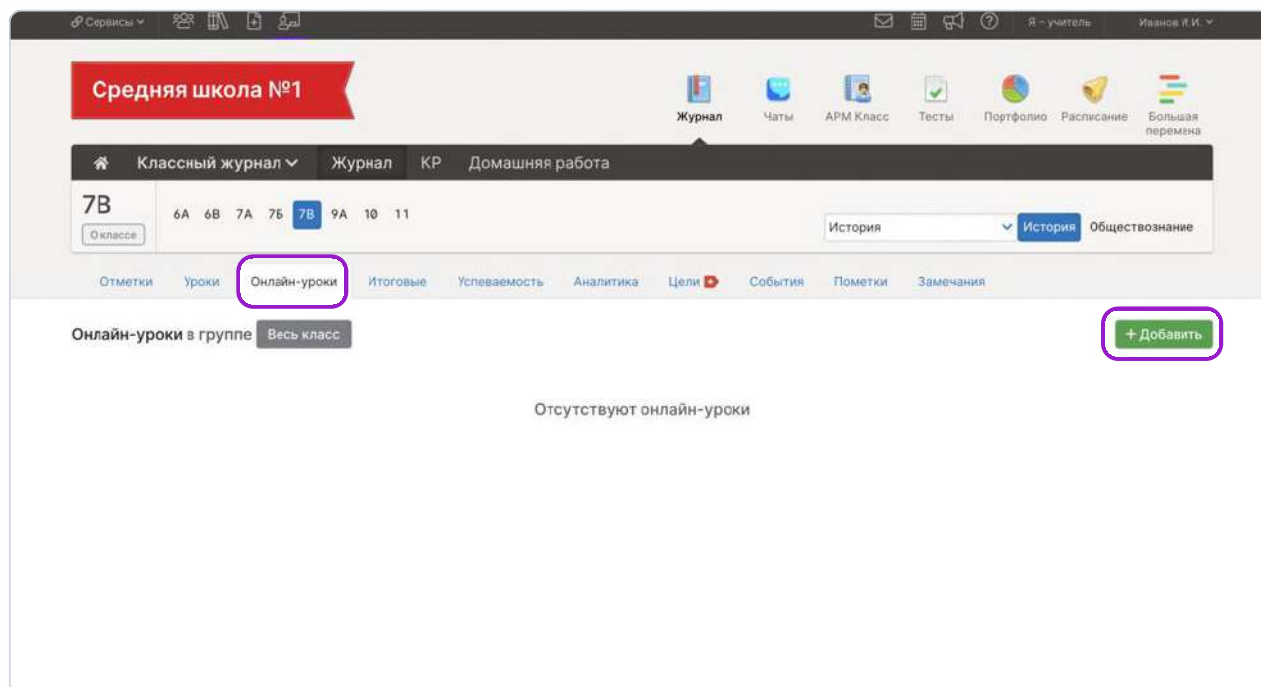 Сервисы
Я – учитель
Иванов И.И.
Средняя школа №1
Журнал
Чаты
АРМ Класс
Тесты
Портфолио
Расписание
Большая
перемена
Классный журнал
Журнал
КР
Домашняя работа
7В
О классе
6А 6В 7А 7Б 7В 9А 10 11
История
История
Обществознание
Отметки
Уроки
Онлайн-уроки
Итоговые
Успеваемость
Аналитика
Цели
События
Пометки
Замечания
Онлайн-уроки в группе Весь класс
+ Добавить
Отсутствуют онлайн-уроки